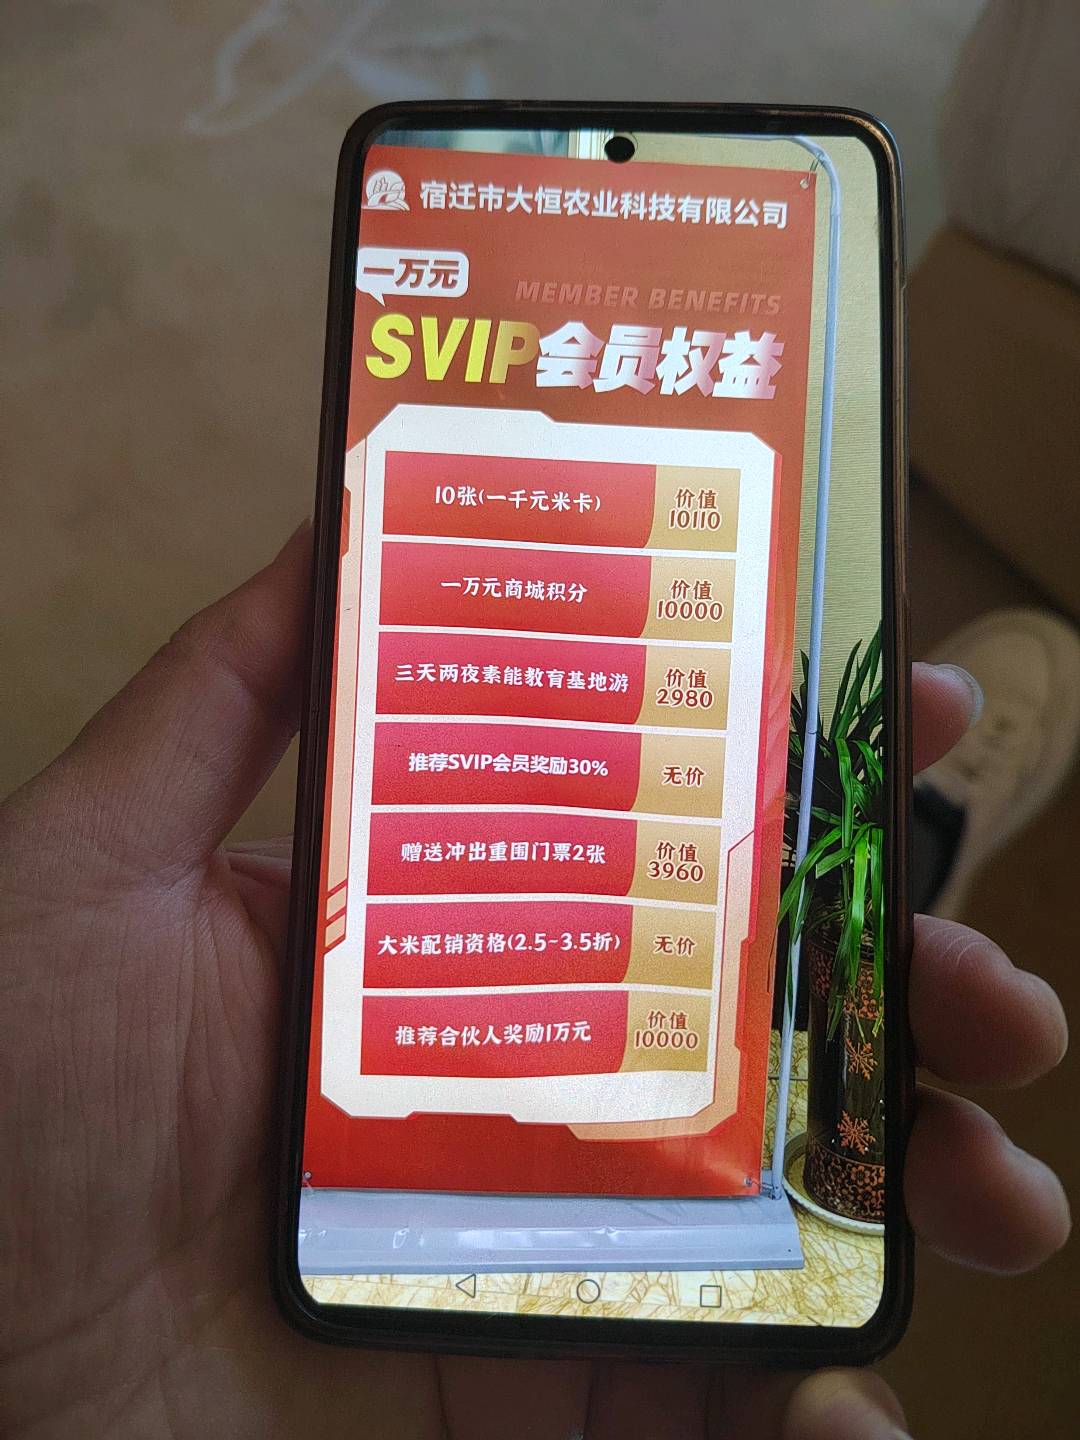 宿迁市大恒农业科技有限公司
一万元
MEMBER BENEFITS
SVIP会员权益
10张(一千元米卡)
价值
10110
一万元商城积分
价值
10000
三天两夜素能教育基地游
价值
2980
推荐SVIP会员奖励30%
无价
赠送冲出重围门票2张
价值
3960
大米配销资格(2.5~3.5折)
无价
推荐合伙人奖励1万元
价值
10000